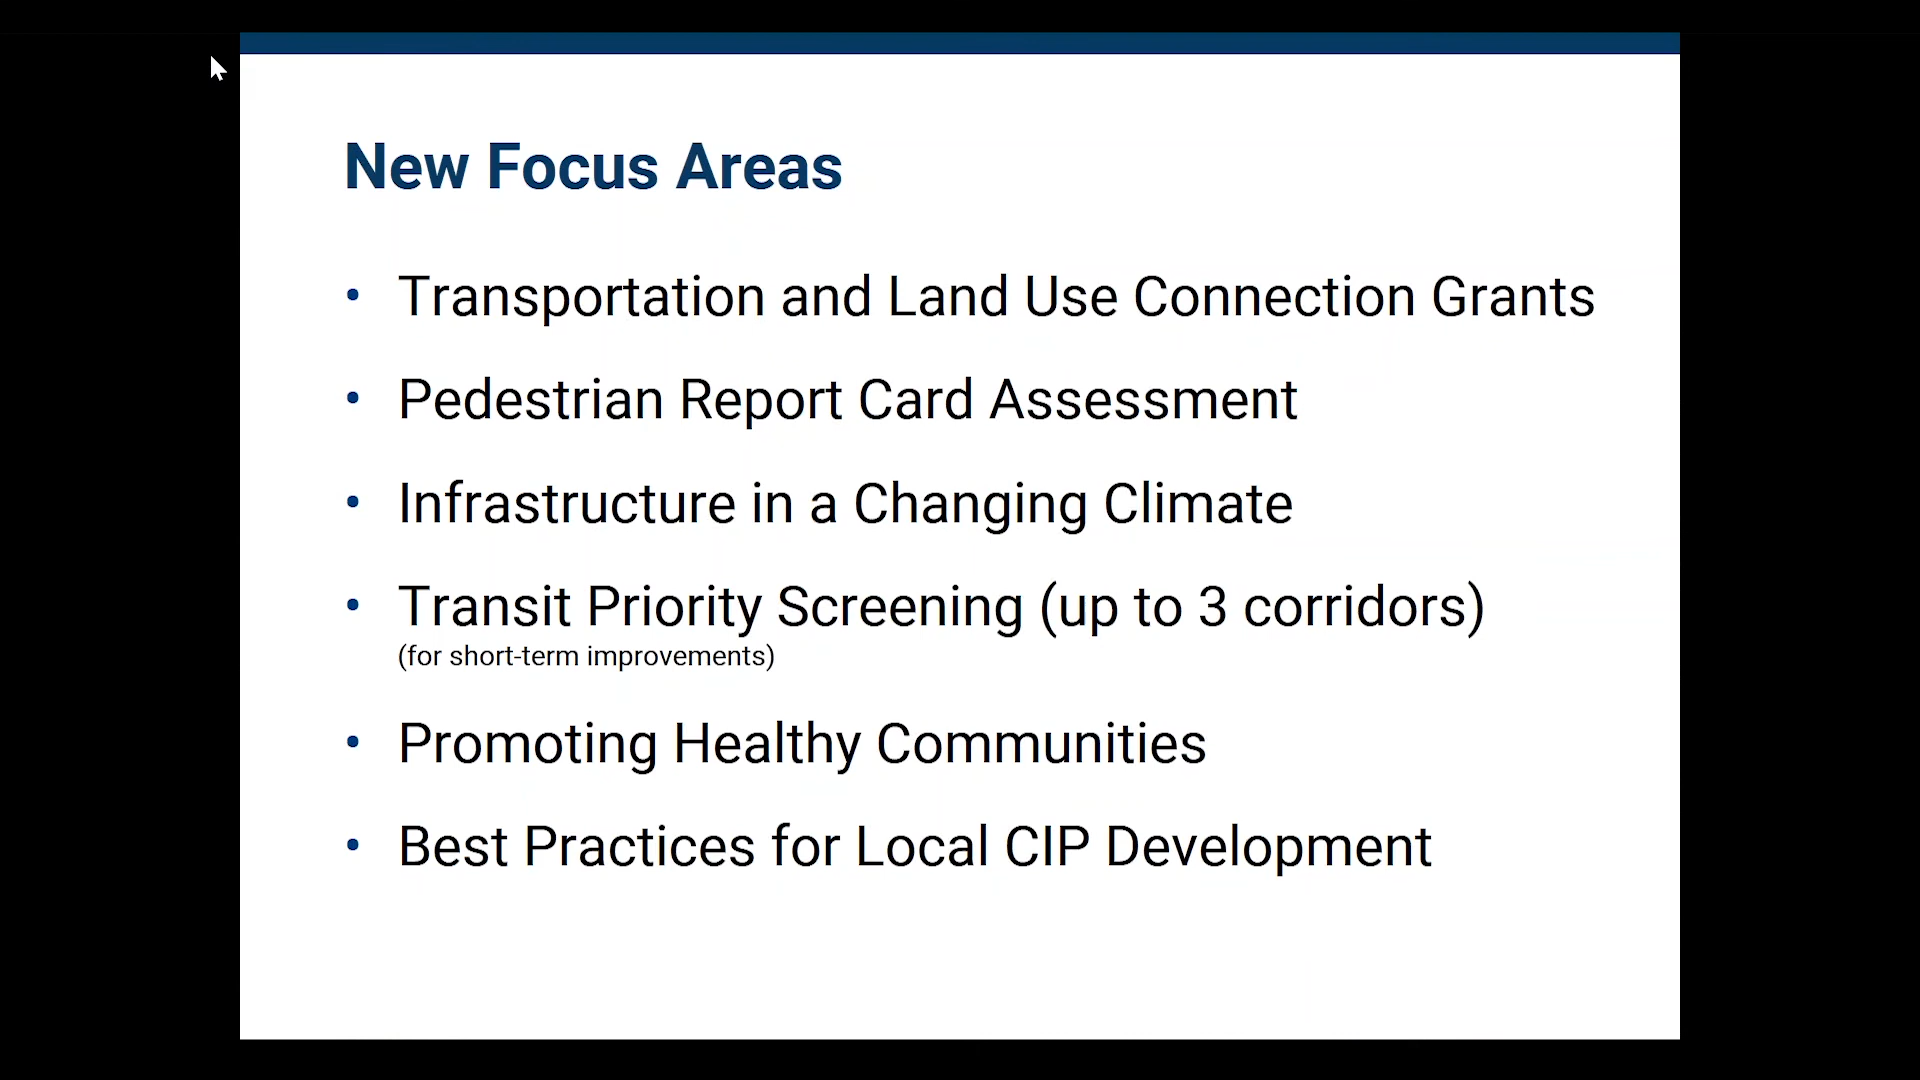 New Focus Areas
• Transportation and Land Use Connection Grants
• Pedestrian Report Card Assessment
• Infrastructure in a Changing Climate
• Transit Priority Screening (up to 3 corridors)
(for short-term improvements)
• Promoting Healthy Communities
• Best Practices for Local CIP Development